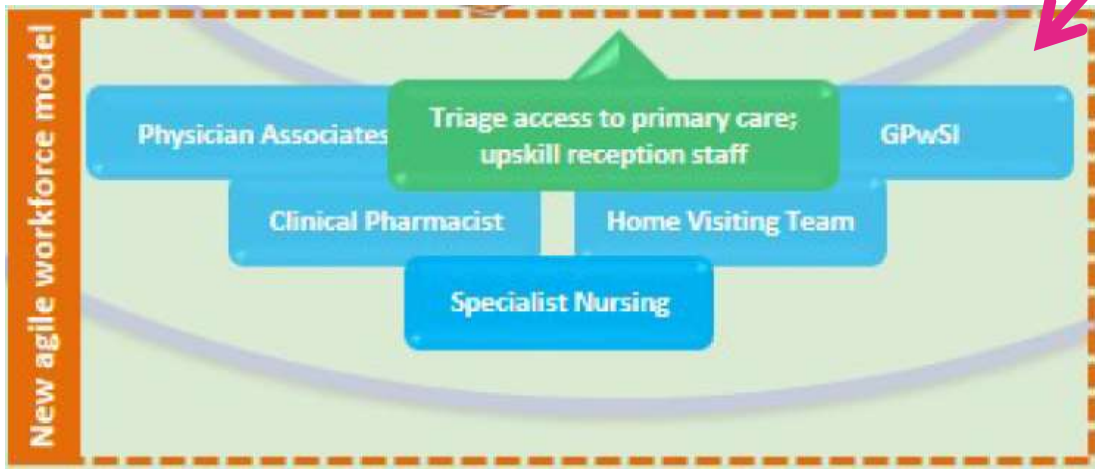 New agile workforce model
Triage access to primary care;
upskill reception staff
Physician Associates
GPwSI
Clinical Pharmacist
Home Visiting Team
Specialist Nursing